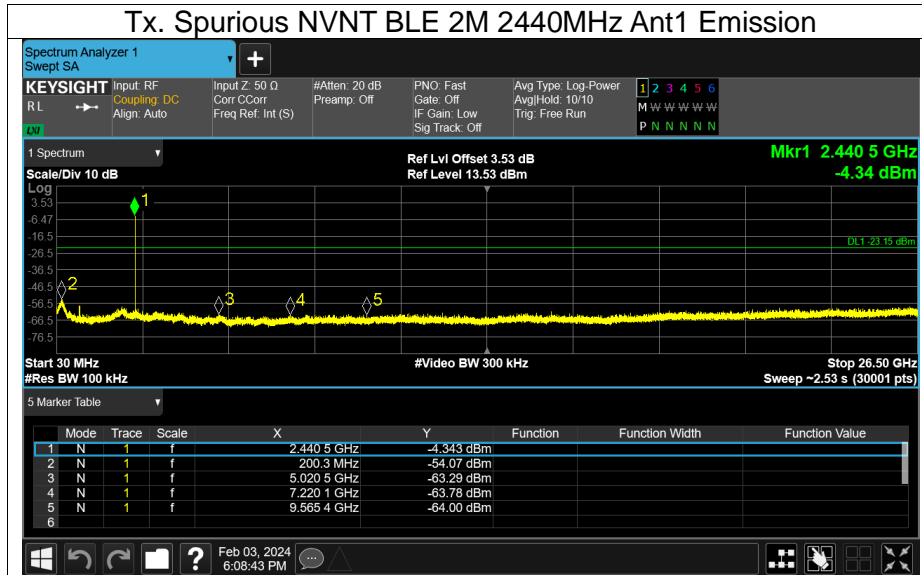 Tx. Spurious NVNT BLE 2M 2440MHz Ant1 Emission
Spectrum Analyzer 1
Swept SA
KEYSIGHT
R L
LXI
Input: RF
Coupling: DC
Align: Auto
Input Z: 50 Ω
Corr CCorr
Freq Ref: Int (S)
#Atten: 20 dB
Preamp: Off
PNO: Fast
Gate: Off
IF Gain: Low
Sig Track: Off
Avg Type: Log-Power
Avg|Hold: 10/10
Trig: Free Run
1 2 3 4 5 6
M W W W W W
P N N N N N
1 Spectrum
Scale/Div 10 dB
Ref Lvl Offset 3.53 dB
Ref Level 13.53 dBm
Mkr1 2.440 5 GHz
-4.34 dBm
Log
3.53
-6.47
-16.5
-26.5
-36.5
-46.5
-56.5
-66.5
-76.5
1
2
3
4
5
DL1 -23.15 dBm
Start 30 MHz
#Video BW 300 kHz
Stop 26.50 GHz
#Res BW 100 kHz
Sweep ~2.53 s (30001 pts)
5 Marker Table
Mode Trace Scale X Y Function Function Width Function Value
1 N 1 f 2.440 5 GHz -4.343 dBm
2 N 1 f 200.3 MHz -54.07 dBm
3 N 1 f 5.020 5 GHz -63.29 dBm
4 N 1 f 7.220 1 GHz -63.78 dBm
5 N 1 f 9.565 4 GHz -64.00 dBm
6
?
Feb 03, 2024
6:08:43 PM